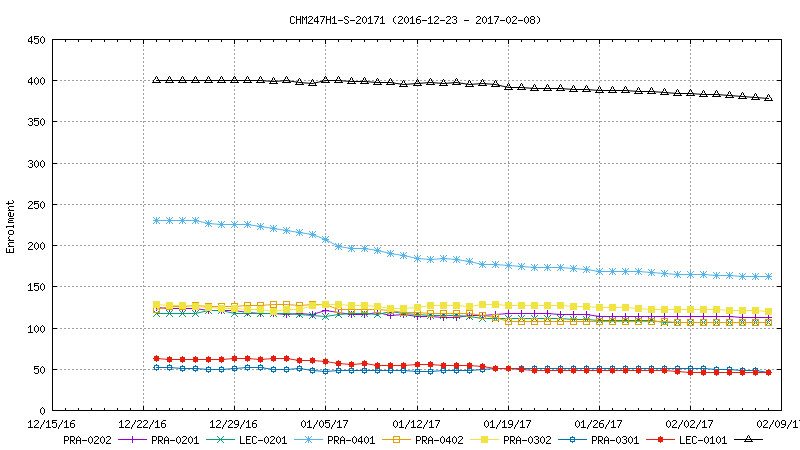 CHM247H1-S-20171 (2016-12-23 - 2017-02-08)
450
400
350
300
250
200
150
100
50
0
Enrolment
12/15/16 12/22/16 12/29/16 01/05/17 01/12/17 01/19/17 01/26/17 02/02/17 02/09/1
PRA-0202 PRA-0201 LEC-0201 PRA-0401 PRA-0402 PRA-0302 PRA-0301 LEC-0101